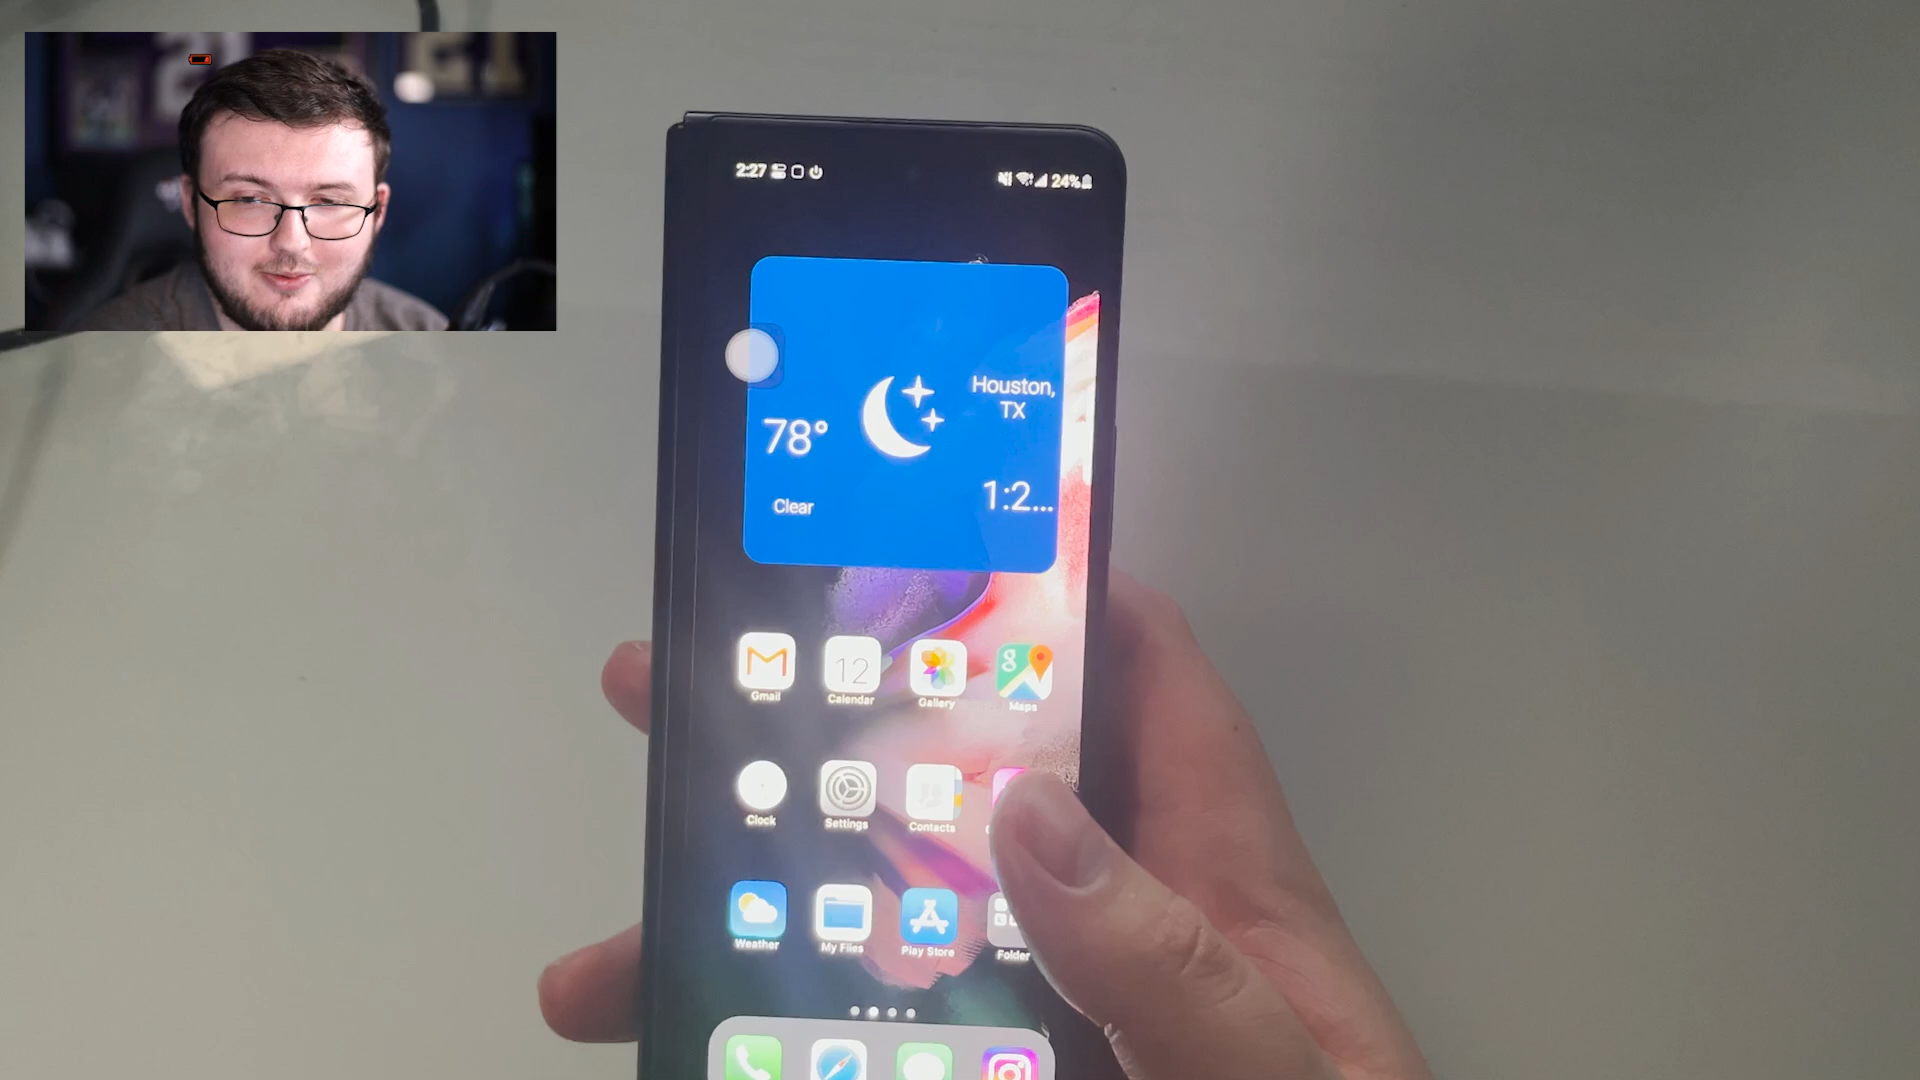 2:27
24%
Houston,
TX
78°
1:2...
Clear
12
Gmail
Calendar
Gallery
Maps
Clock
Settings
Contacts
Weather
My Files
Play Store
Folder